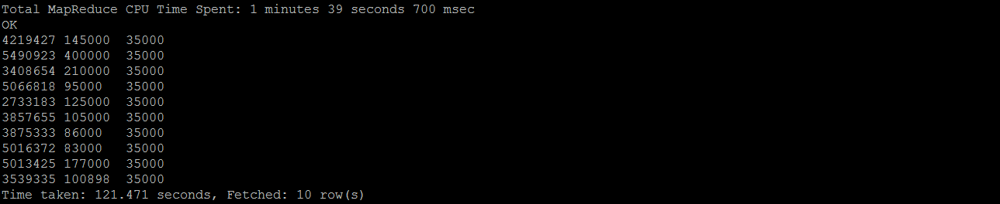 Total MapReduce CPU Time Spent: 1 minutes 39 seconds 700 msec
OK
4219427 145000  35000
5490923 400000  35000
3408654 210000  35000
5066818 95000   35000
2733183 125000  35000
3857655 105000  35000
3875333 86000   35000
5016372 83000   35000
5013425 177000  35000
3539335 100898  35000
Time taken: 121.471 seconds, Fetched: 10 row(s)